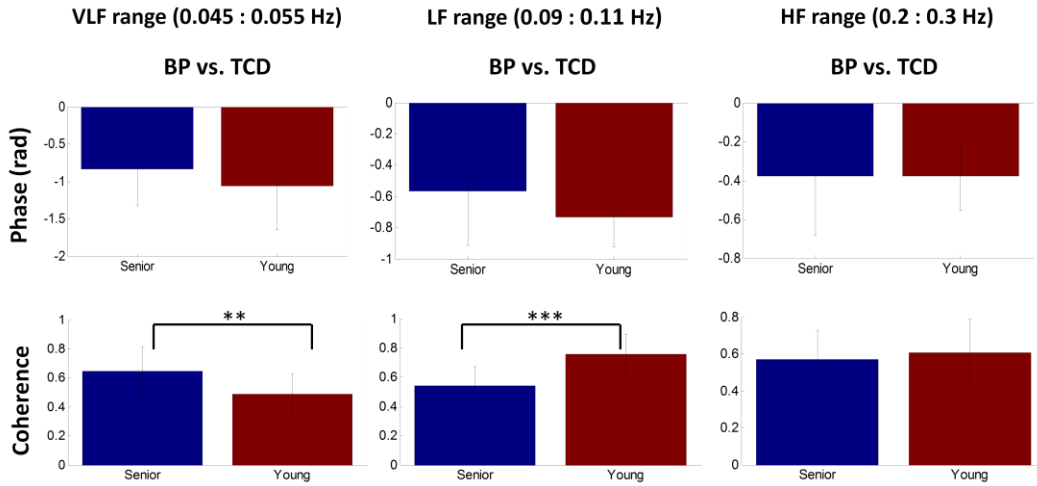 VLF range (0.045 : 0.055 Hz)
LF range (0.09 : 0.11 Hz)
HF range (0.2 : 0.3 Hz)
BP vs. TCD
BP vs. TCD
BP vs. TCD
Phase (rad)
0
-0.5
-1
-1.5
-2
Senior Young
0
-0.2
-0.4
-0.6
-0.8
-1
Senior Young
0
-0.2
-0.4
-0.6
-0.8
Senior Young
Coherence
1
0.8
0.6
0.4
0.2
0
**
Senior Young
1
0.8
0.6
0.4
0.2
0
***
Senior Young
0.8
0.6
0.4
0.2
0
Senior Young